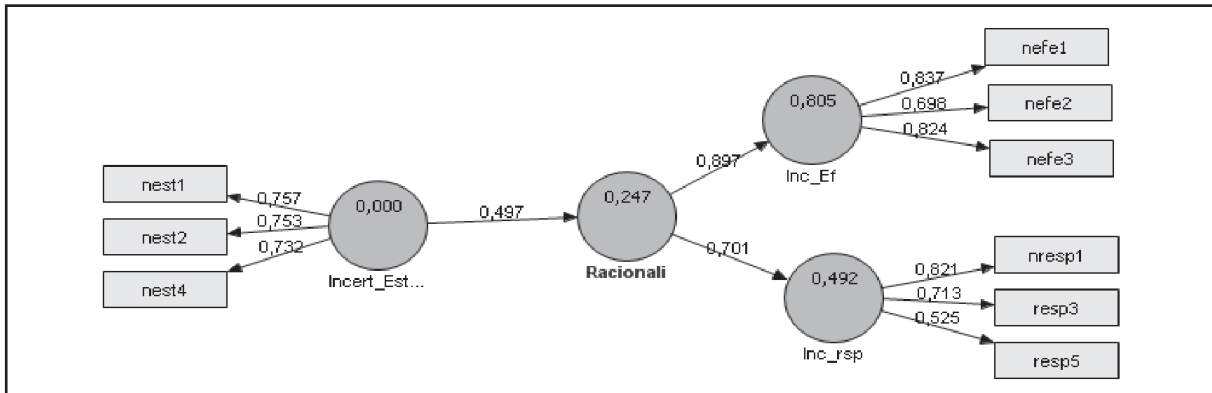 nest1
nest2
nest4
0,757
0,753
0,732
0,000
Incert_Est...
0,497
0,247
Racionali
0,897
0,701
0,805
Inc_Ef
0,837
0,698
0,824
nefe1
nefe2
nefe3
0,492
Inc_rsp
0,821
0,713
0,525
nresp1
resp3
resp5